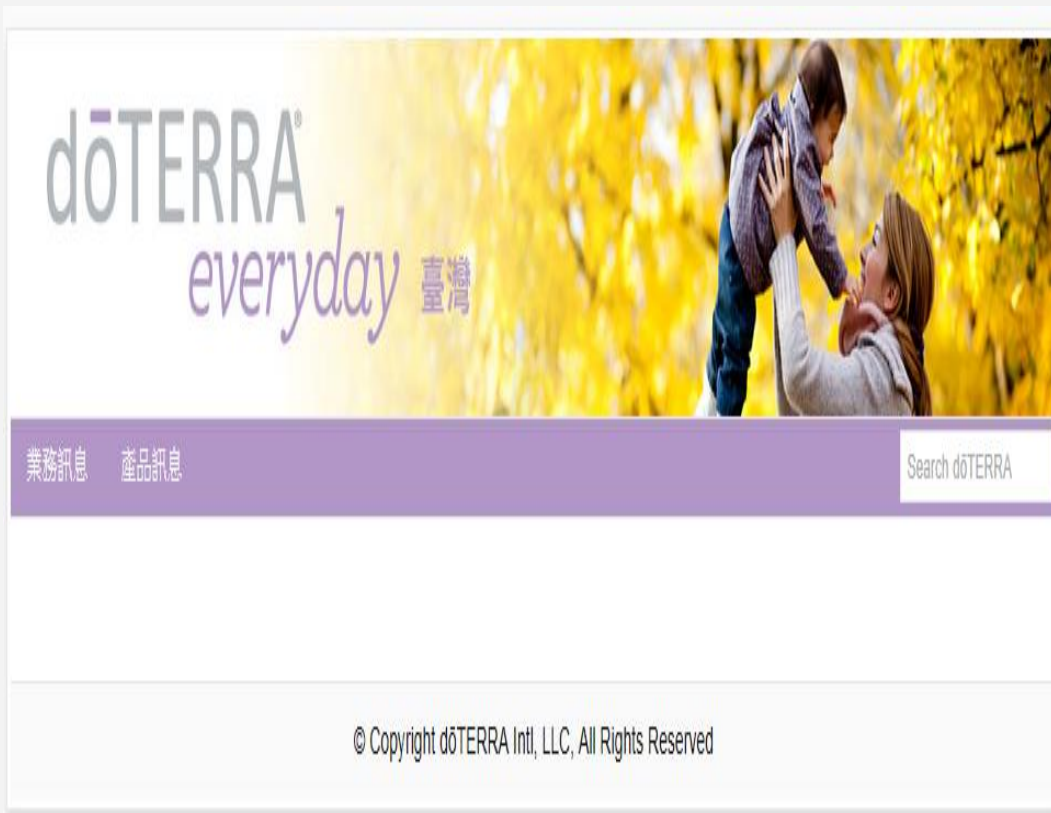 dōTERRA®
everyday 臺灣
業務訊息 產品訊息 Search dōTERRA
© Copyright dōTERRA Intl, LLC, All Rights Reserved